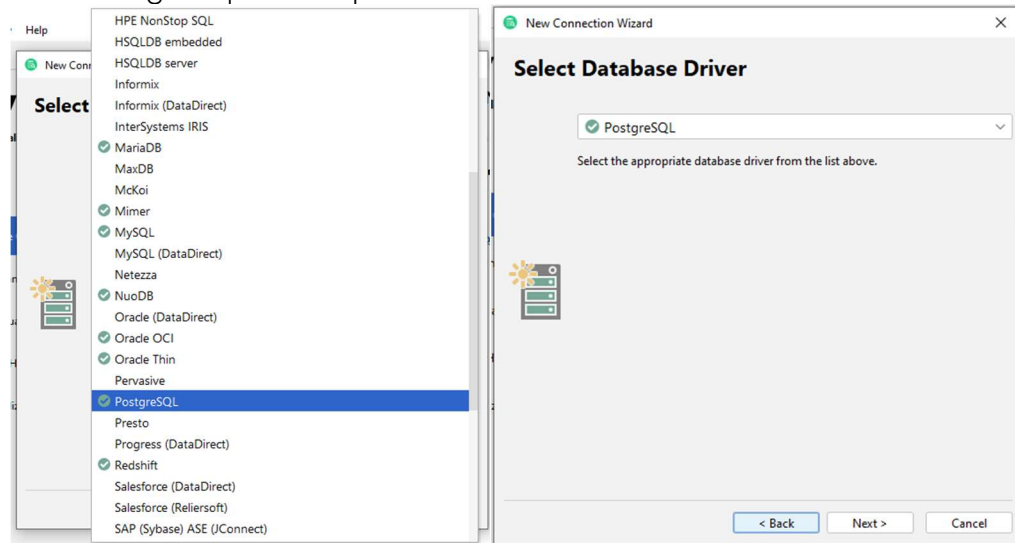 Help
New Conn
Select
HPE NonStop SQL
HSQLDB embedded
HSQLDB server
Informix
Informix (DataDirect)
InterSystems IRIS
MariaDB
MaxDB
McKoi
Mimer
MySQL
MySQL (DataDirect)
Netezza
NuoDB
Oracle (DataDirect)
Oracle OCI
Oracle Thin
Pervasive
PostgreSQL
Presto
Progress (DataDirect)
Redshift
Salesforce (DataDirect)
Salesforce (Reliersoft)
SAP (Sybase) ASE (JConnect)
New Connection Wizard
Select Database Driver
PostgreSQL
Select the appropriate database driver from the list above.
< Back Next > Cancel